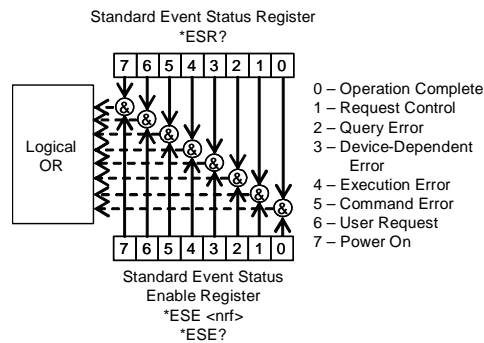 Standard Event Status Register
*ESR?
7 6 5 4 3 2 1 0
& & & & & & & &
Logical
OR
0 – Operation Complete
1 – Request Control
2 – Query Error
3 – Device-Dependent
Error
4 – Execution Error
5 – Command Error
6 – User Request
7 – Power On
7 6 5 4 3 2 1 0
Standard Event Status
Enable Register
*ESE <nrf>
*ESE?